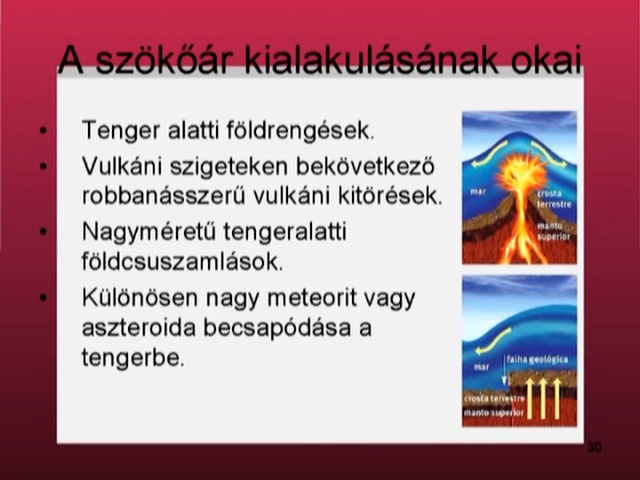 A szökőár kialakulásának okai
• Tenger alatti földrengések.
• Vulkáni szigeteken bekövetkező
robbanásszerű vulkáni kitörések.
• Nagyméretű tengeralatti
földcsuszamlások.
• Különösen nagy meteorit vagy
aszteroida becsapódása a
tengerbe.
mar
crosta
terrestre
manto
superior
falha geológica
mar
crosta terrestre
manto superior
30